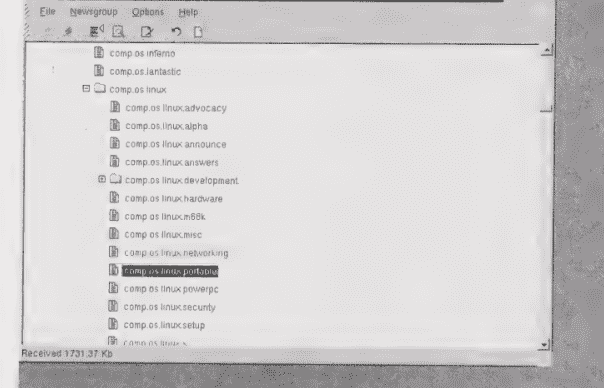 File Newsgroup Options Help
comp.os.inferno
comp.os.lantastic
comp.os.linux
comp.os.linux.advocacy
comp.os.linux.alpha
comp.os.linux.announce
comp.os.linux.answers
comp.os.linux.development
comp.os.linux.hardware
comp.os.linux.m68k
comp.os.linux.misc
comp.os.linux.networking
comp.os.linux.portable
comp.os.linux.powerpc
comp.os.linux.security
comp.os.linux.setup
Received 1731.37 Kb